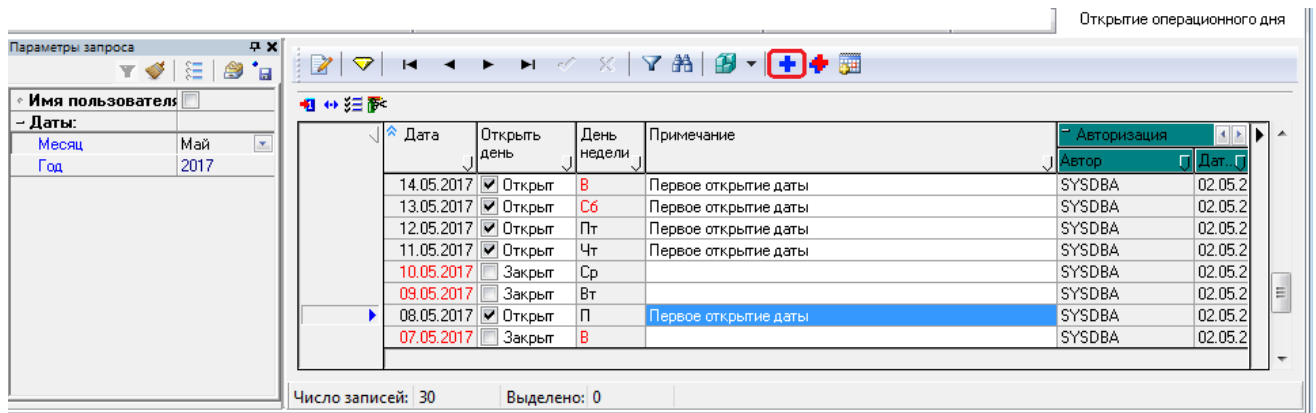 Открытие операционного дня
Параметры запроса
Имя пользователя
Даты:
Месяц Май
Год 2017
Дата Открыть день День недели Примечание Авторизация
Автор Дат..
14.05.2017 Открыт В Первое открытие даты SYSDBA 02.05.2
13.05.2017 Открыт Сб Первое открытие даты SYSDBA 02.05.2
12.05.2017 Открыт Пт Первое открытие даты SYSDBA 02.05.2
11.05.2017 Открыт Чт Первое открытие даты SYSDBA 02.05.2
10.05.2017 Закрыт Ср SYSDBA 02.05.2
09.05.2017 Закрыт Вт SYSDBA 02.05.2
08.05.2017 Открыт П Первое открытие даты SYSDBA 02.05.2
07.05.2017 Закрыт В SYSDBA 02.05.2
Число записей: 30 Выделено: 0